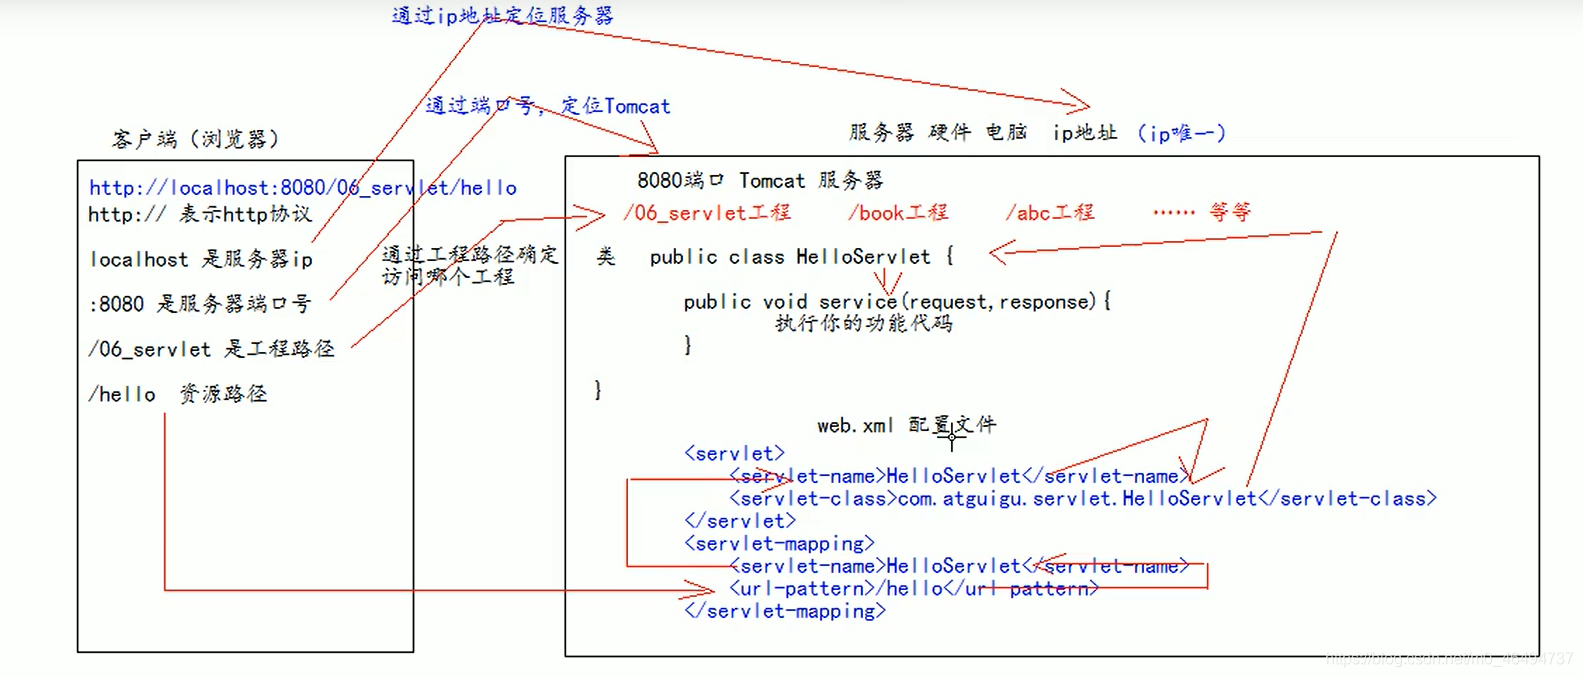 通过ip地址定位服务器
通过端口号，定位Tomcat
客户端（浏览器）
服务器 硬件 电脑 ip地址 （ip唯一）
http://localhost:8080/06_servlet/hello
http:// 表示http协议
localhost 是服务器ip
:8080 是服务器端口号
/06_servlet 是工程路径
/hello 资源路径
通过工程路径确定
访问哪个工程
8080端口 Tomcat 服务器
/06_servlet工程 /book工程 /abc工程 …… 等等
类 public class HelloServlet {
public void service(request,response){
执行你的功能代码
}
}
web.xml 配置文件
<servlet>
<servlet-name>HelloServlet</servlet-name>
<servlet-class>com.atguigu.servlet.HelloServlet</servlet-class>
</servlet>
<servlet-mapping>
<servlet-name>HelloServlet</servlet-name>
<url-pattern>/hello</url-pattern>
</servlet-mapping>
https://blog.csdn.net/m0_46494737